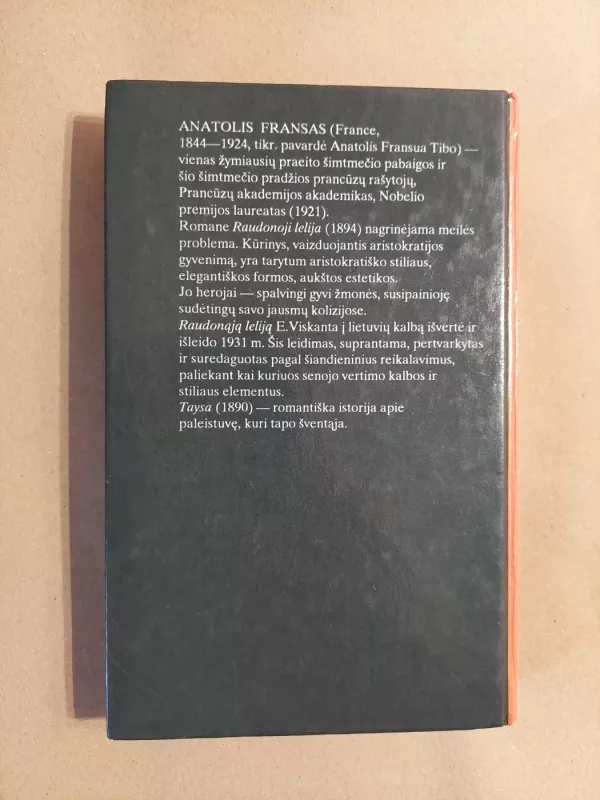 ANATOLIS FRANSAS (France,
1844—1924, tikr. pavardė Anatolis Fransua Tibo) —
vienas žymiausių praeito šimtmečio pabaigos ir
šio šimtmečio pradžios prancūzų rašytojų,
Prancūzų akademijos akademikas, Nobelio
premijos laureatas (1921).
Romane Raudonoji lelija (1894) nagrinėjama meilės
problema. Kūrinys, vaizduojantis aristokratijos
gyvenimą, yra tarytum aristokratiško stiliaus,
elegantiškos formos, aukštos estetikos.
Jo herojai — spalvingi gyvi žmonės, susipainioję
sudėtingų savo jausmų kolizijose.
Raudonąją leliją E.Viskanta į lietuvių kalbą išvertė ir
išleido 1931 m. Šis leidimas, suprantama, pertvarkytas
ir suredaguotas pagal šiandieninius reikalavimus,
paliekant kai kuriuos senojo vertimo kalbos ir
stiliaus elementus.
Taysa (1890) — romantiška istorija apie
paleistuvę, kuri tapo šventąja.